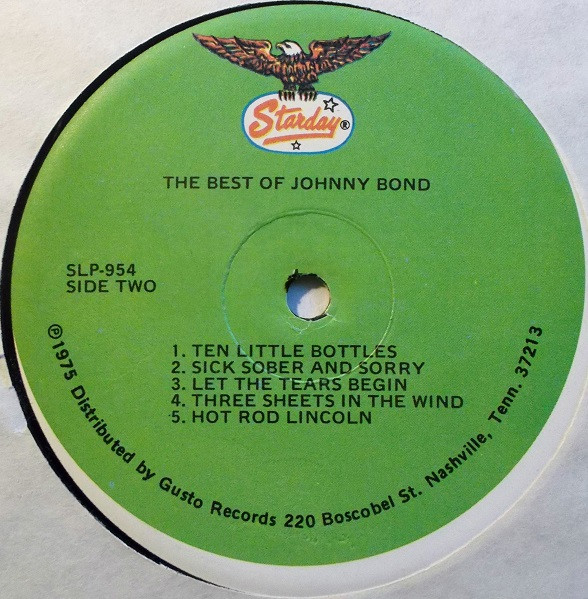 Starday®
THE BEST OF JOHNNY BOND
SLP-954
SIDE TWO
1. TEN LITTLE BOTTLES
2. SICK SOBER AND SORRY
3. LET THE TEARS BEGIN
4. THREE SHEETS IN THE WIND
5. HOT ROD LINCOLN
℗1975 Distributed by Gusto Records 220 Boscobel St. Nashville, Tenn. 37213